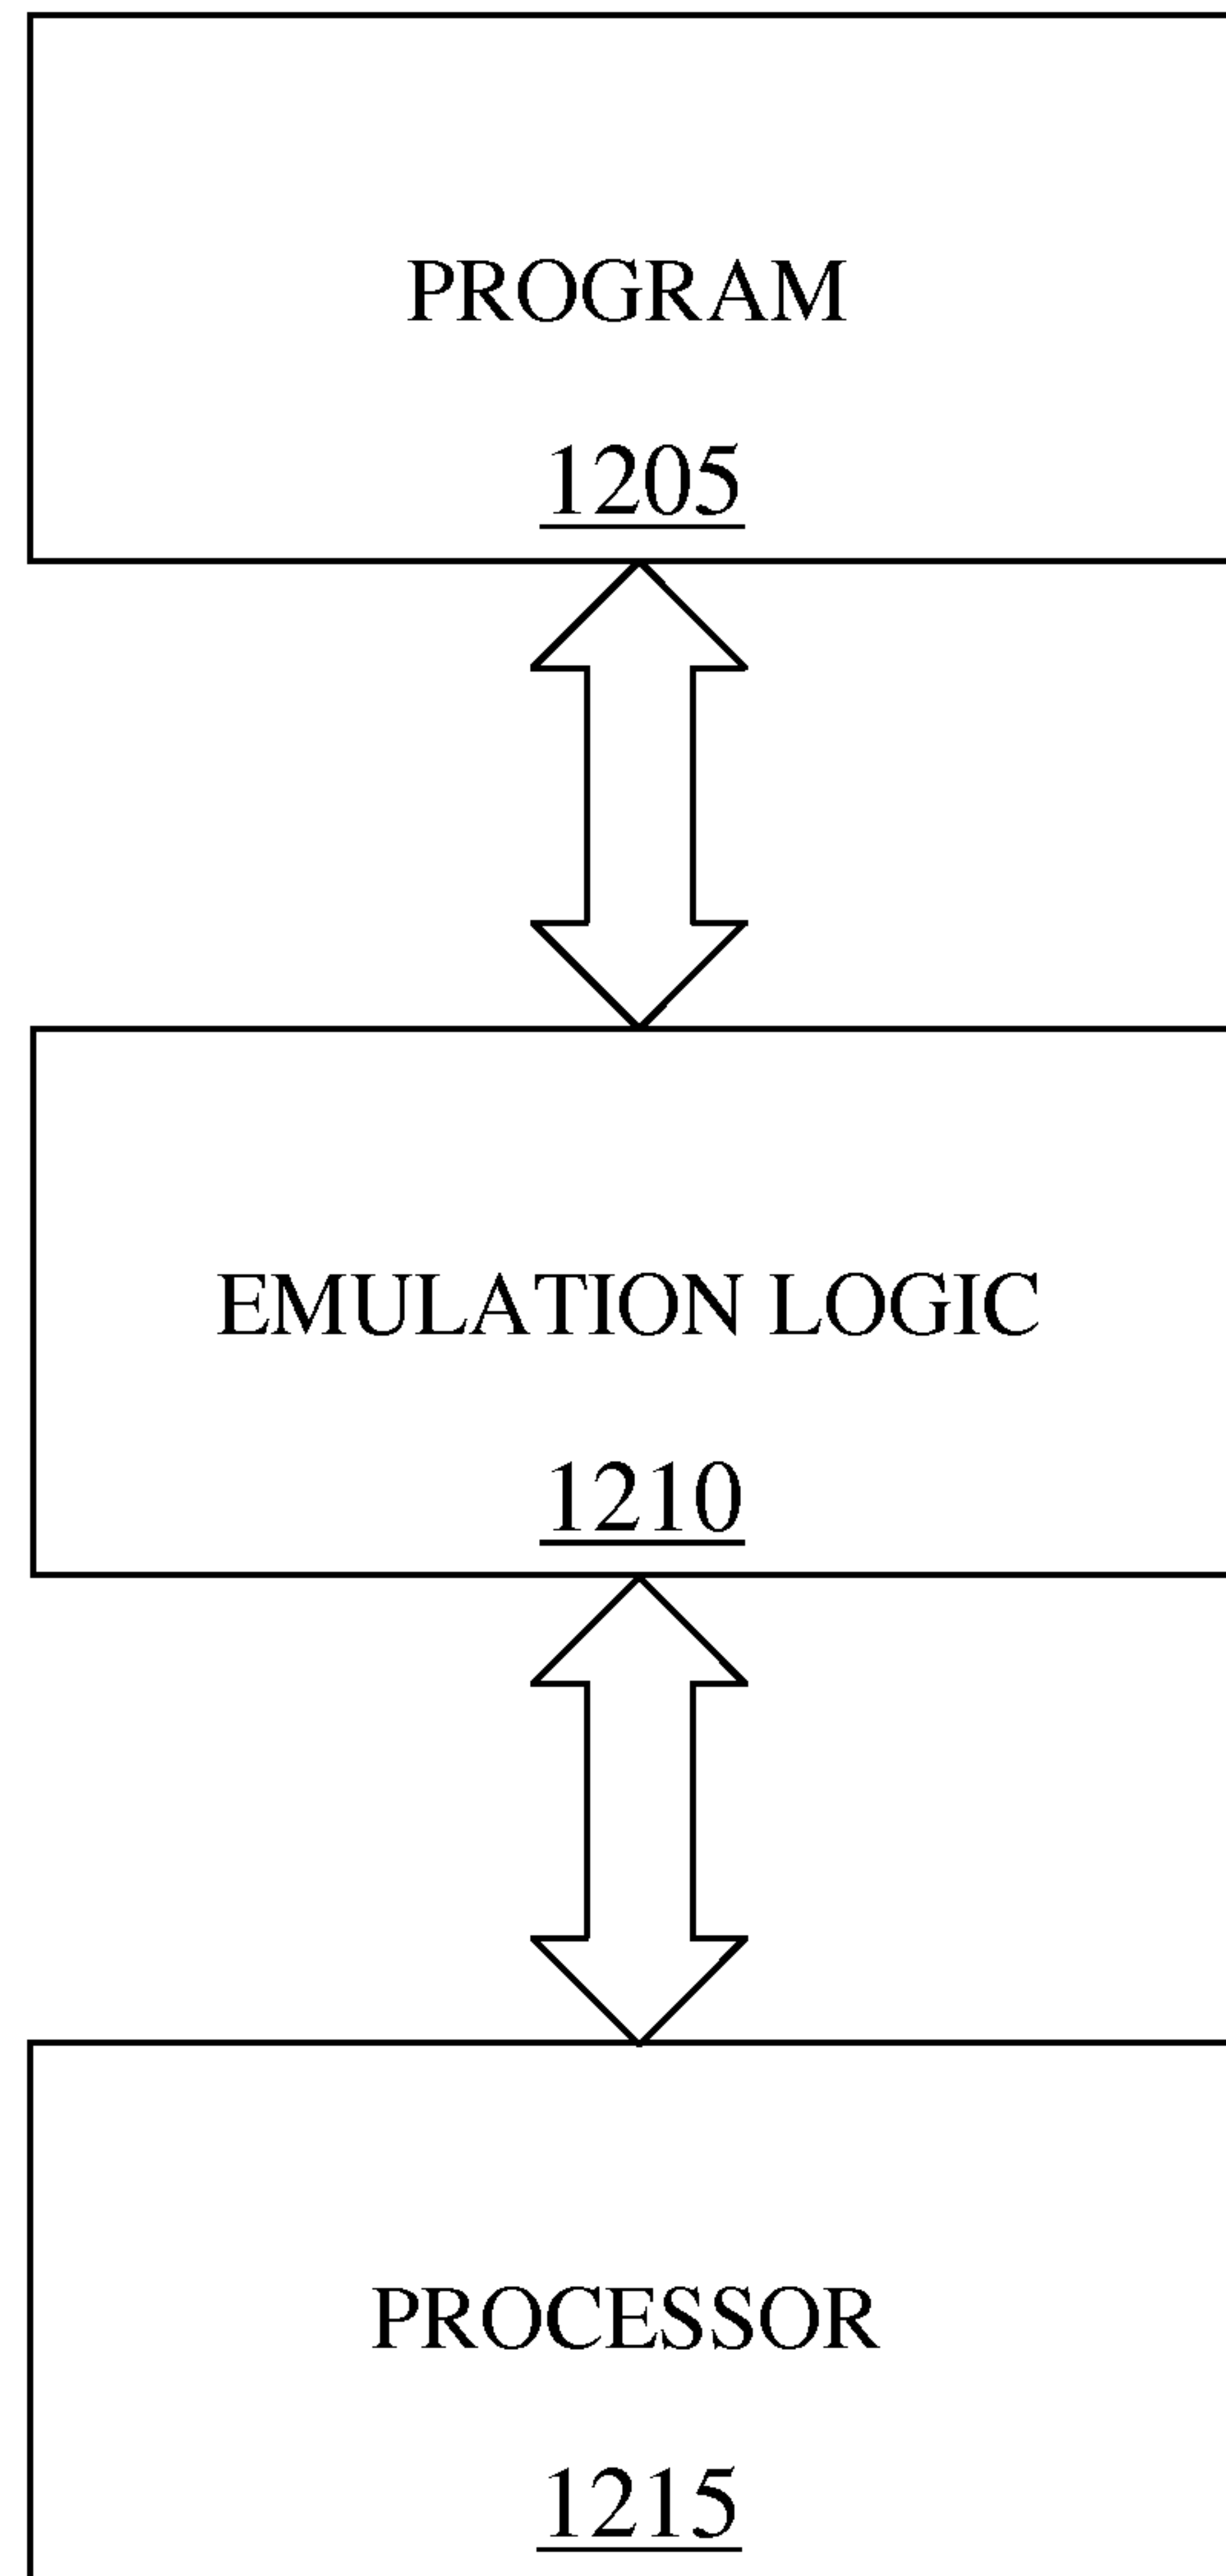 PROGRAM
1205
EMULATION LOGIC
1210
PROCESSOR
1215